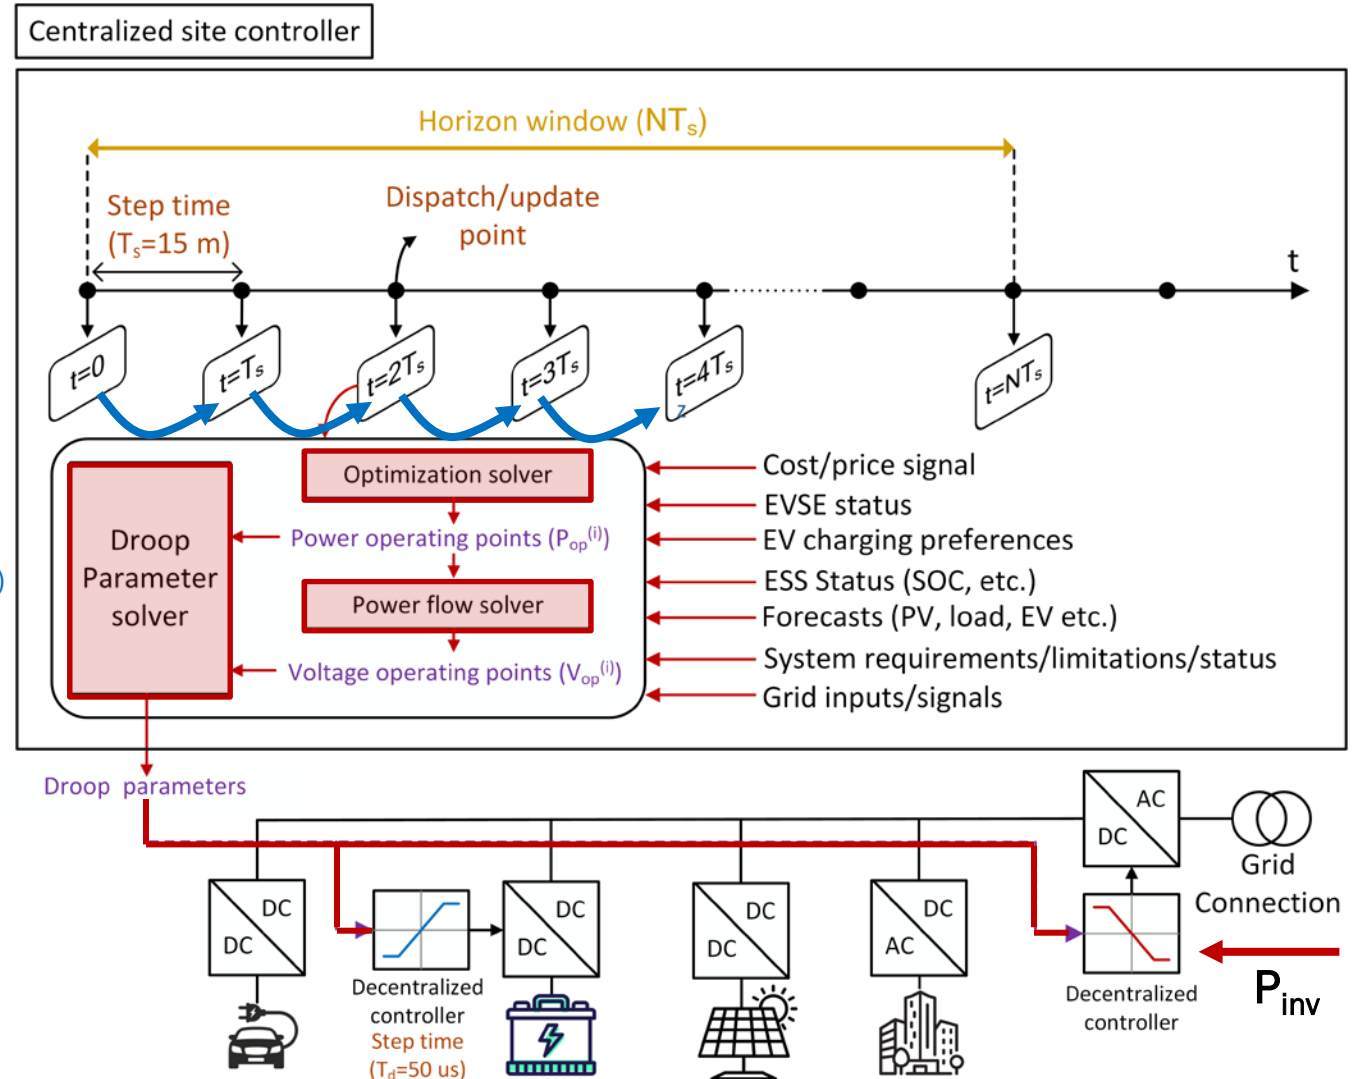 Centralized site controller
Horizon window (NTₛ)
Step time
(Tₛ=15 m)
Dispatch/update
point
t
t=0
t=Tₛ
t=2Tₛ
t=3Tₛ
t=4Tₛ
z
t=NTₛ
)
Droop
Parameter
solver
Optimization solver
Power operating points (Pop⁽ⁱ⁾)
Power flow solver
Voltage operating points (Vop⁽ⁱ⁾)
Cost/price signal
EVSE status
EV charging preferences
ESS Status (SOC, etc.)
Forecasts (PV, load, EV etc.)
System requirements/limitations/status
Grid inputs/signals
Droop parameters
AC
DC
Grid
Connection
DC
DC
DC
DC
DC
DC
DC
AC
Decentralized
controller
Step time
(Td=50 us)
Decentralized
controller
Pinv